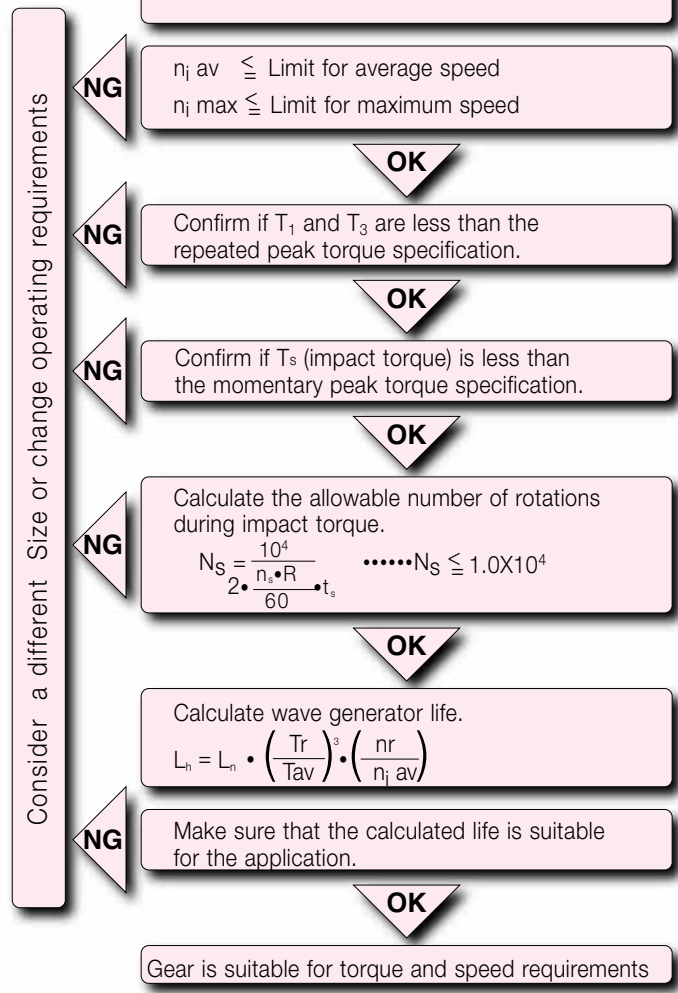 Consider a different Size or change operating requirements
NG
nᵢ av ≦ Limit for average speed
nᵢ max ≦ Limit for maximum speed
OK
NG
Confirm if T₁ and T₃ are less than the
repeated peak torque specification.
OK
NG
Confirm if Tₛ (impact torque) is less than
the momentary peak torque specification.
OK
NG
Calculate the allowable number of rotations
during impact torque.
N_S = 10⁴ / (2•(nₛ•R / 60)•tₛ) ••••••N_S ≦ 1.0X10⁴
OK
Calculate wave generator life.
Lₕ = Lₙ • (Tr / Tav)³•(nr / nᵢ av)
NG
Make sure that the calculated life is suitable
for the application.
OK
Gear is suitable for torque and speed requirements